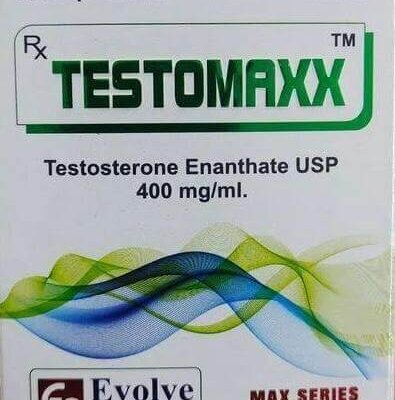 Rx
TESTOMAXX TM
Testosterone Enanthate USP
400 mg/ml.
Evolve
MAX SERIES